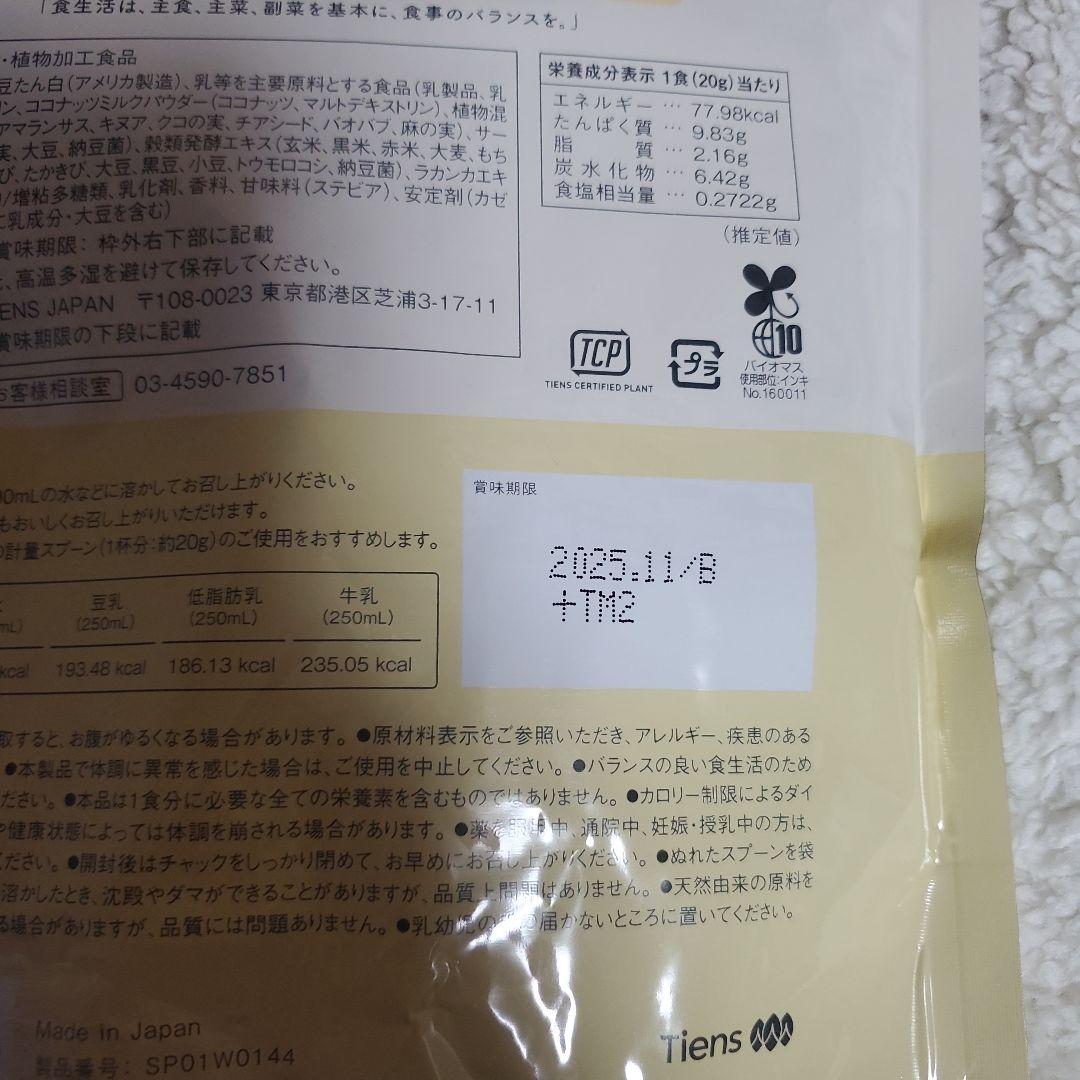 「食生活は、主食、主菜、副菜を基本に、食事のバランスを。」
・植物加工食品
豆たん白(アメリカ製造)、乳等を主要原料とする食品(乳製品、乳
ン、ココナッツミルクパウダー(ココナッツ、マルトデキストリン)、植物混
アマランサス、キヌア、クコの実、チアシード、バオバブ、麻の実)、サー
実、大豆、納豆菌)、穀類発酵エキス(玄米、黒米、赤米、大麦、もち
び、たかきび、大豆、黒豆、小豆、トウモロコシ、納豆菌)、ラカンカエキ
/増粘多糖類、乳化剤、香料、甘味料(ステビア)、安定剤(カゼ
に乳成分・大豆を含む)
賞味期限: 枠外右下部に記載
、高温多湿を避けて保存してください。
ENS JAPAN 〒108-0023 東京都港区芝浦3-17-11
賞味期限の下段に記載
お客様相談室 03-4590-7851
栄養成分表示 1食(20g)当たり
エネルギー … 77.98kcal
たんぱく質 … 9.83g
脂質 … 2.16g
炭水化物 … 6.42g
食塩相当量 … 0.2722g
(推定値)
TCP
TIENS CERTIFIED PLANT
プラ
10
バイオマス
使用部位:インキ
No.160011
0mLの水などに溶かしてお召し上がりください。
もおいしくお召し上がりいただけます。
計量スプーン(1杯分:約20g)のご使用をおすすめします。
豆乳 低脂肪乳 牛乳
mL) (250mL) (250mL) (250mL)
kcal 193.48 kcal 186.13 kcal 235.05 kcal
賞味期限
2025.11/B
+TM2
取すると、お腹がゆるくなる場合があります。●原材料表示をご参照いただき、アレルギー、疾患のある
●本製品で体調に異常を感じた場合は、ご使用を中止してください。●バランスの良い食生活のため
ださい。●本品は1食分に必要な全ての栄養素を含むものではありません。●カロリー制限によるダイ
や健康状態によっては体調を崩される場合があります。●薬を服用中、通院中、妊娠・授乳中の方は、
ください。●開封後はチャックをしっかり閉めて、お早めにお召し上がりください。●ぬれたスプーンを袋
溶かしたとき、沈殿やダマができることがありますが、品質上問題はありません。●天然由来の原料を
る場合がありますが、品質には問題ありません。●乳幼児の手の届かないところに置いてください。
Made in Japan
製品番号: SP01W0144
Tiens